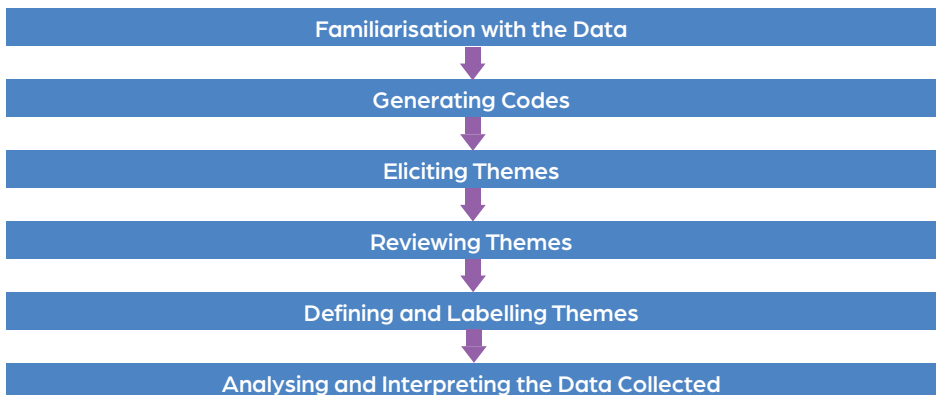 Familiarisation with the Data
Generating Codes
Eliciting Themes
Reviewing Themes
Defining and Labelling Themes
Analysing and Interpreting the Data Collected